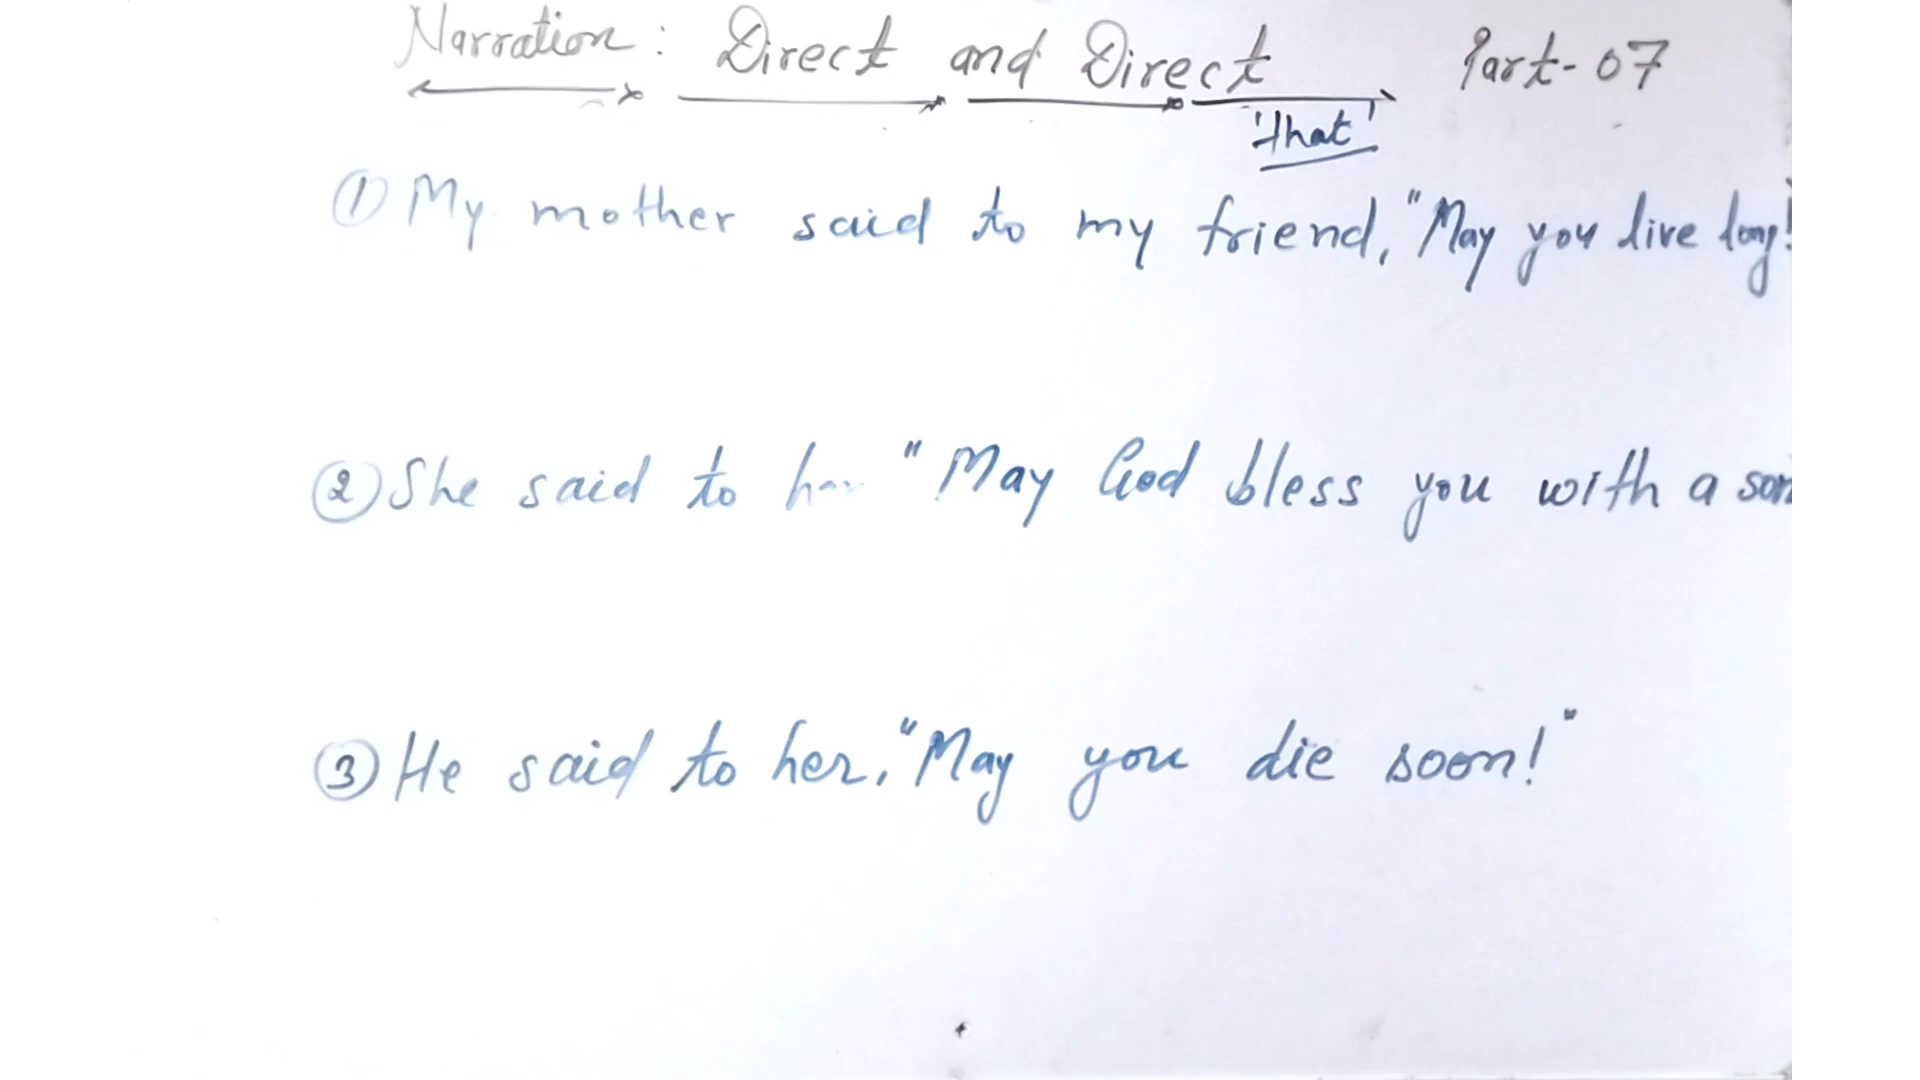 Narration: Direct and Direct Part-07
'that'
① My mother said to my friend, "May you live long!
② She said to " May God bless you with a son
③ He said to her, "May you die soon!"